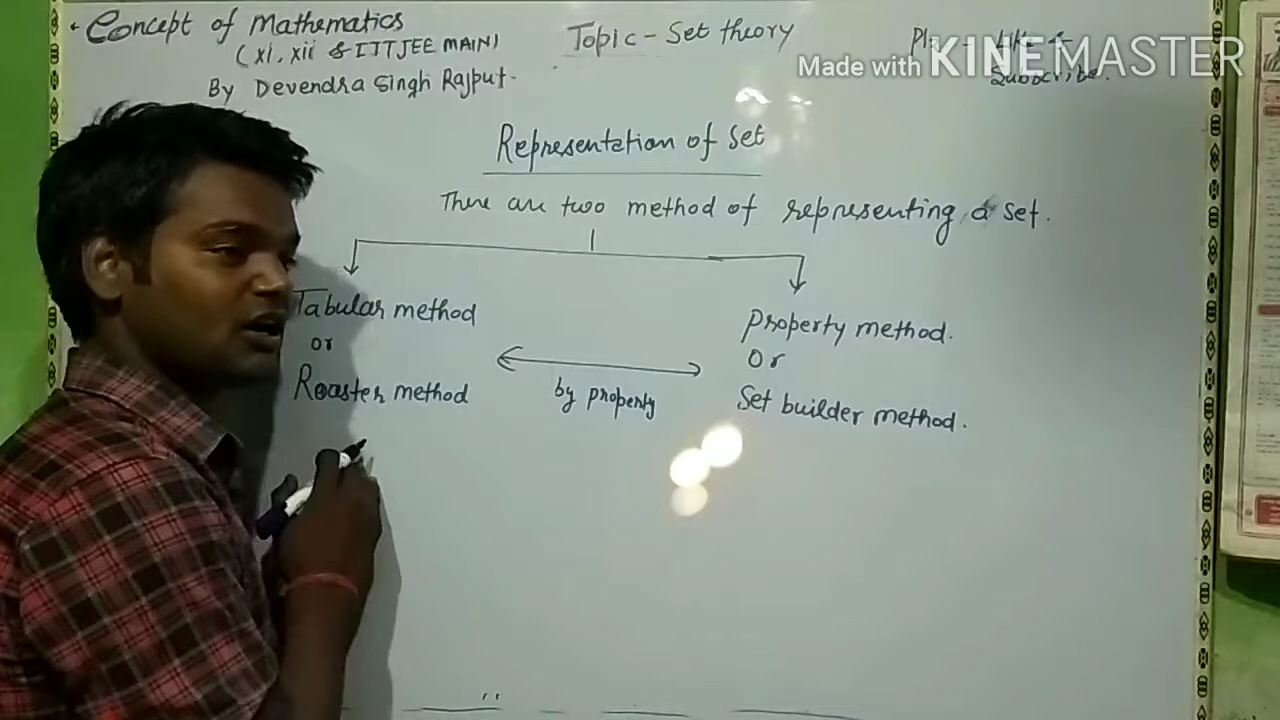 Concept of Mathematics
(XI, XII & IITJEE MAIN)
By Devendra Singh Rajput.
Topic - Set theory
Like &
Subscribe.
Made with KINEMASTER
Representation of Set
There are two method of representing a set.
Tabular method
or
Roaster method
by property
Property method.
Or
Set builder method.